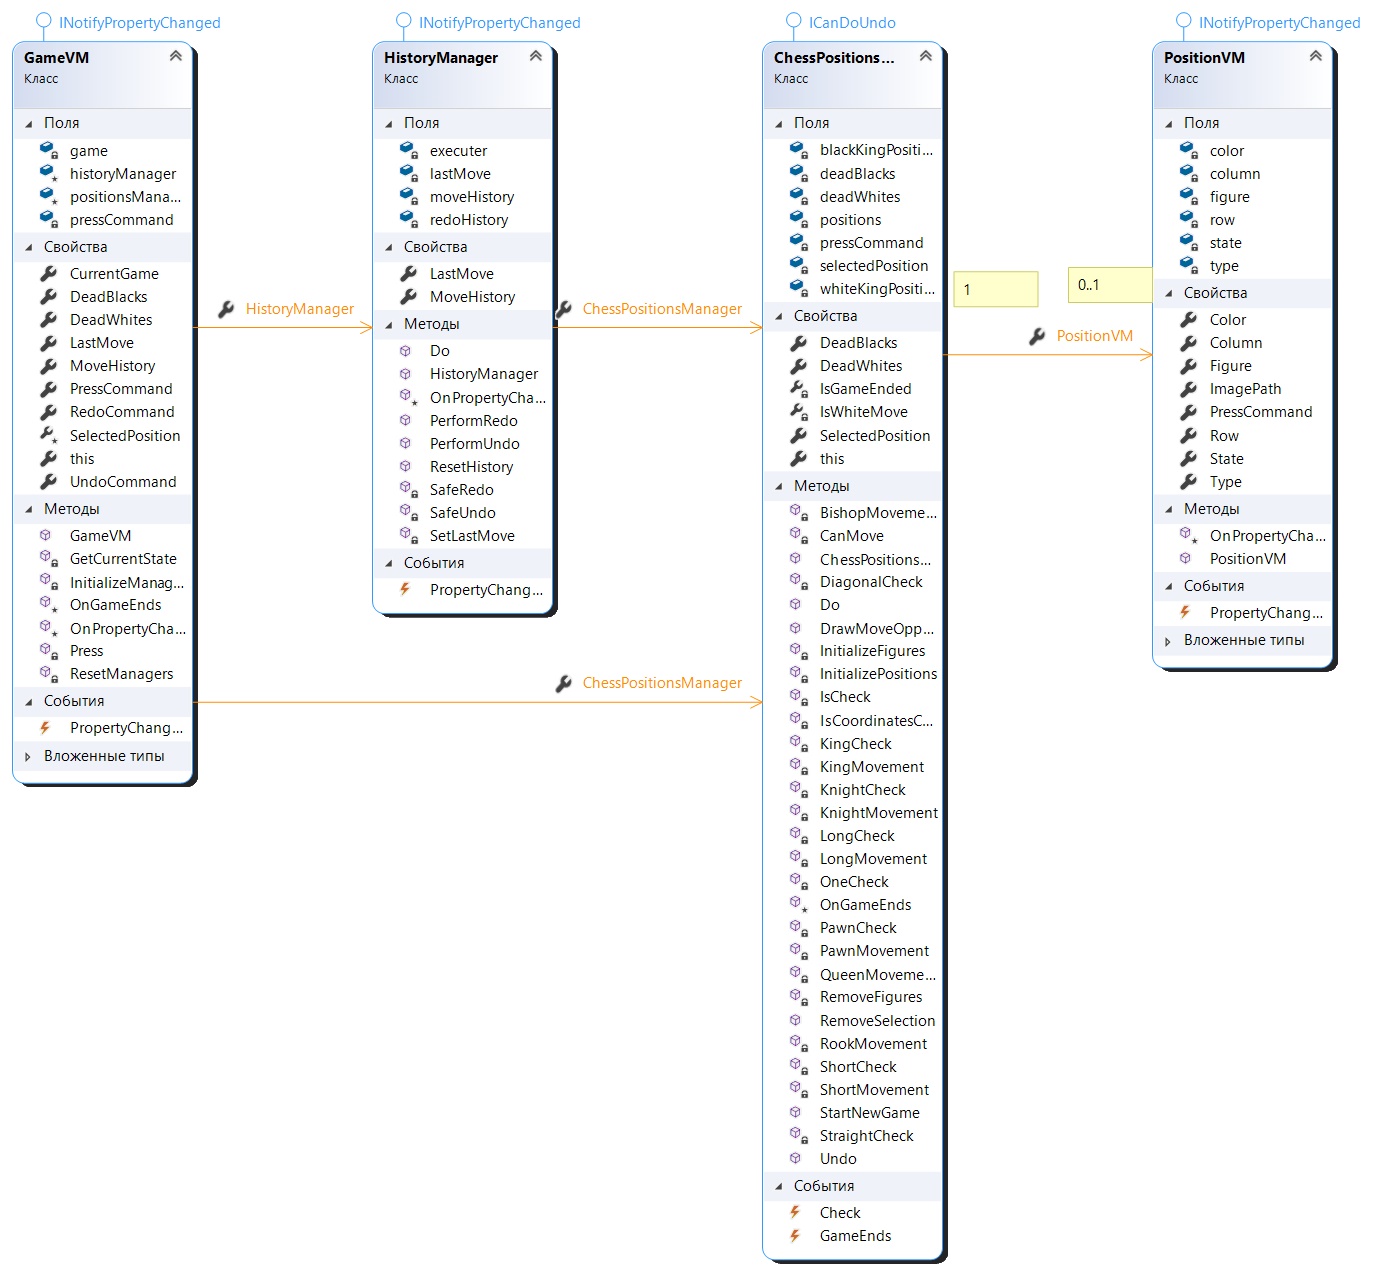 INotifyPropertyChanged
GameVM
Класс
Поля
game
historyManager
positionsMana...
pressCommand
Свойства
CurrentGame
DeadBlacks
DeadWhites
LastMove
MoveHistory
PressCommand
RedoCommand
SelectedPosition
this
UndoCommand
Методы
GameVM
GetCurrentState
InitializeManag...
OnGameEnds
OnPropertyCha...
Press
ResetManagers
События
PropertyChang...
Вложенные типы
HistoryManager
ChessPositionsManager
INotifyPropertyChanged
HistoryManager
Класс
Поля
executer
lastMove
moveHistory
redoHistory
Свойства
LastMove
MoveHistory
Методы
Do
HistoryManager
OnPropertyCha...
PerformRedo
PerformUndo
ResetHistory
SafeRedo
SafeUndo
SetLastMove
События
PropertyChang...
ChessPositionsManager
ICanDoUndo
ChessPositions...
Класс
Поля
blackKingPositi...
deadBlacks
deadWhites
positions
pressCommand
selectedPosition
whiteKingPositi...
Свойства
DeadBlacks
DeadWhites
IsGameEnded
IsWhiteMove
SelectedPosition
this
Методы
BishopMoveme...
CanMove
ChessPositions...
DiagonalCheck
Do
DrawMoveOpp...
InitializeFigures
InitializePositions
IsCheck
IsCoordinatesC...
KingCheck
KingMovement
KnightCheck
KnightMovement
LongCheck
LongMovement
OneCheck
OnGameEnds
PawnCheck
PawnMovement
QueenMoveme...
RemoveFigures
RemoveSelection
RookMovement
ShortCheck
ShortMovement
StartNewGame
StraightCheck
Undo
События
Check
GameEnds
1
0..1
PositionVM
INotifyPropertyChanged
PositionVM
Класс
Поля
color
column
figure
row
state
type
Свойства
Color
Column
Figure
ImagePath
PressCommand
Row
State
Type
Методы
OnPropertyCha...
PositionVM
События
PropertyChang...
Вложенные типы